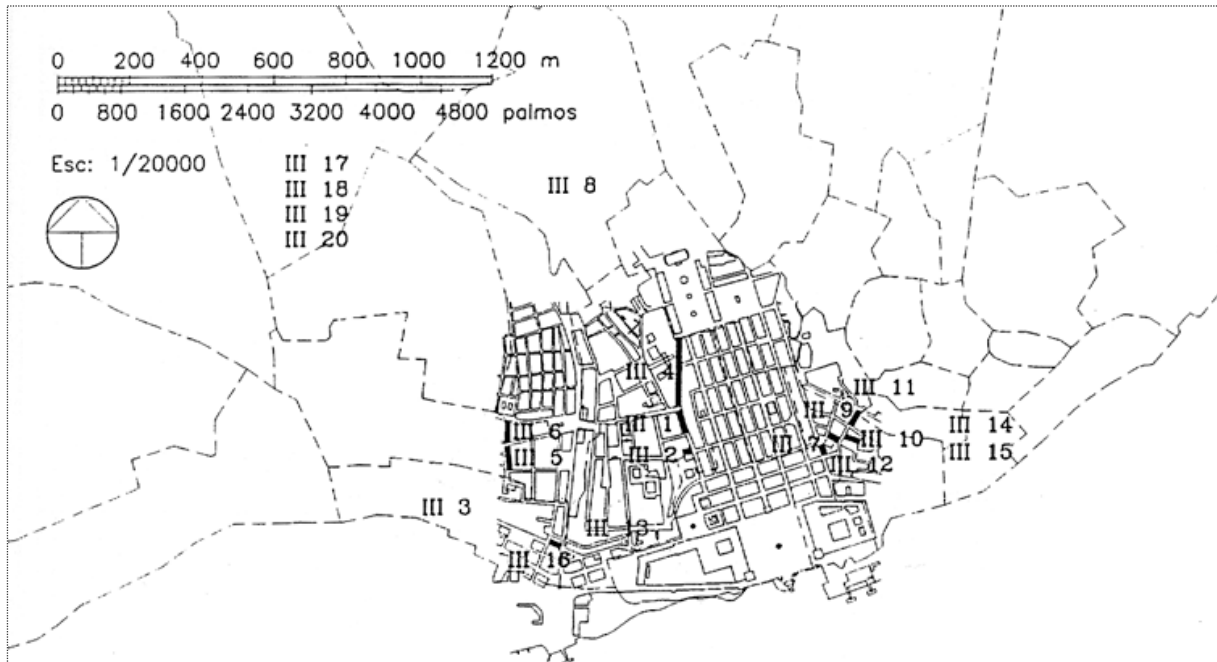 0 200 400 600 800 1000 1200 m
0 800 1600 2400 3200 4000 4800 palmos
Esc: 1/20000
III 17
III 18
III 19
III 20
III 8
III 4
III 11
III 9
III 1
III 14
III 6
III 10
III 7
III 2
III 15
III 5
III 12
III 3
III 13
III 16